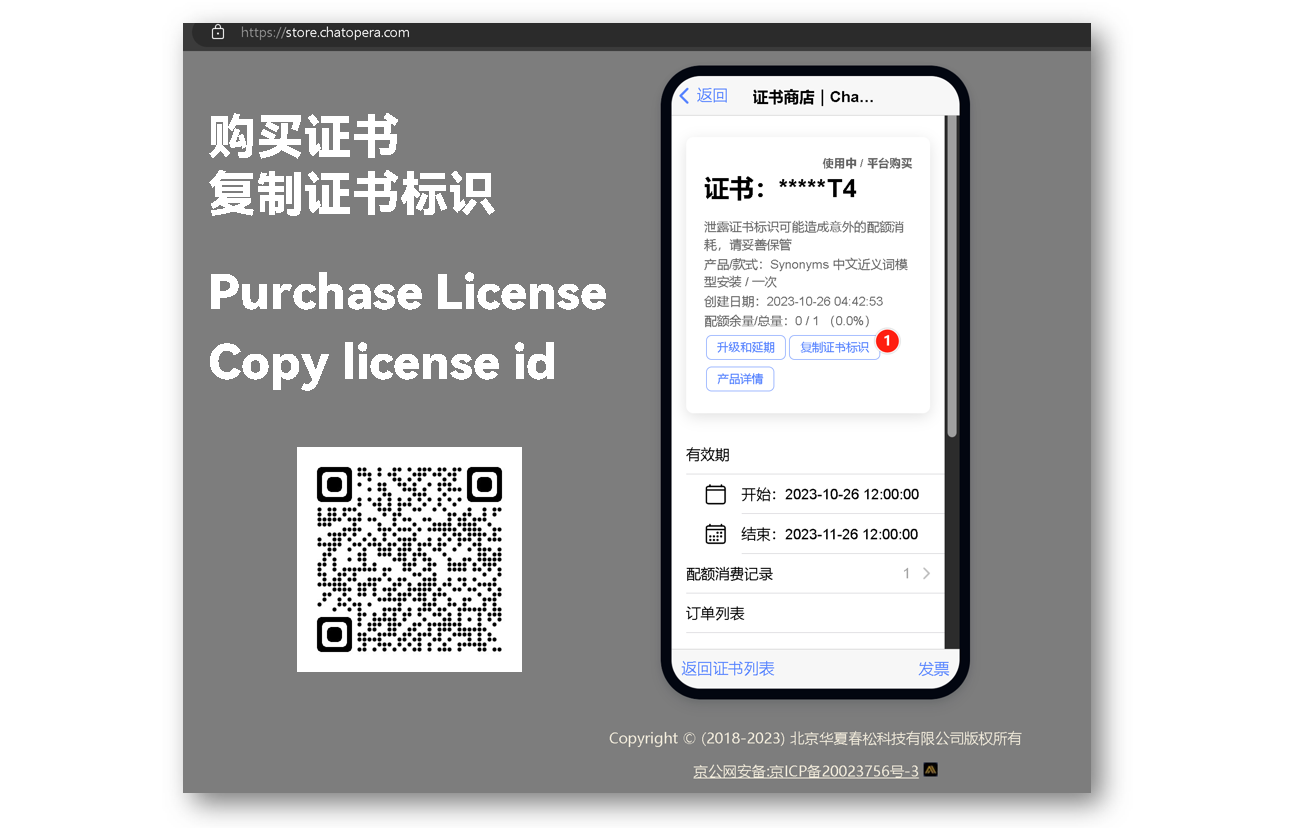 https://store.chatopera.com
购买证书
复制证书标识
Purchase License
Copy license id
返回
证书商店 | Cha...
使用中 / 平台购买
证书：*****T4
泄露证书标识可能造成意外的配额消
耗，请妥善保管
产品/款式：Synonyms 中文近义词模
型安装 / 一次
创建日期：2023-10-26 04:42:53
配额余量/总量：0 / 1 （0.0%）
升级和延期
复制证书标识
1
产品详情
有效期
开始：2023-10-26 12:00:00
结束：2023-11-26 12:00:00
配额消费记录 1
订单列表
返回证书列表
发票
Copyright © (2018-2023) 北京华夏春松科技有限公司版权所有
京公网安备:京ICP备20023756号-3